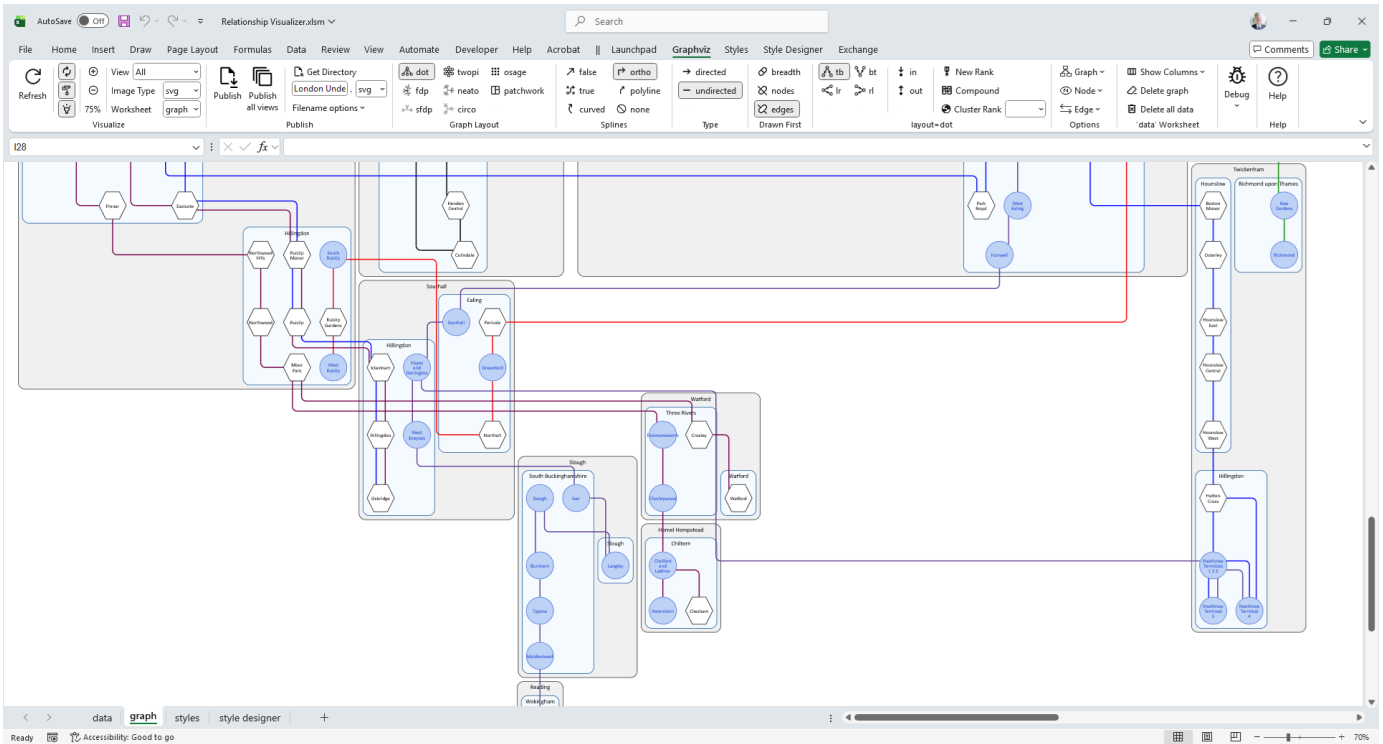 AutoSave Off Relationship Visualizer.xlsm Search
File Home Insert Draw Page Layout Formulas Data Review View Automate Developer Help Acrobat || Launchpad Graphviz Styles Style Designer Exchange Comments Share
Refresh View All Image Type svg 75% Worksheet graph
Visualize
Publish Publish all views Get Directory London Unde . svg Filename options
Publish
dot twopi osage
fdp neato patchwork
sfdp circo
Graph Layout
false ortho
true polyline
curved none
Splines
directed
undirected
Type
breadth
nodes
edges
Drawn First
tb bt in New Rank
lr rl out Compound
Cluster Rank
layout=dot
Graph
Node
Edge
Options
Show Columns
Delete graph
Delete all data
'data' Worksheet
Debug
Help
Help
I28 fx
Pinner
Eastcote
Hendon Central
Colindale
Park Royal
West Ealing
Hanwell
Twickenham
Hounslow
Richmond upon Thames
Boston Manor
Kew Gardens
Osterley
Richmond
Hounslow East
Hounslow Central
Hounslow West
Hillingdon
Northwood Hills
Ruislip Manor
South Ruislip
Northwood
Ruislip
Ruislip Gardens
Moor Park
West Ruislip
Southall
Ealing
Southall
Perivale
Greenford
Northolt
Hillingdon
Ickenham
Hayes and Harlington
Hillingdon
West Drayton
Uxbridge
Watford
Three Rivers
Rickmansworth
Croxley
Chorleywood
Watford
Watford
Slough
South Buckinghamshire
Slough
Iver
Slough
Langley
Burnham
Taplow
Maidenhead
Hemel Hempstead
Chiltern
Chalfont and Latimer
Amersham
Chesham
Hillingdon
Hatton Cross
Heathrow Terminals 1 2 3
Heathrow Terminal 5
Heathrow Terminal 4
Reading
Wokingham
data graph styles style designer +
Ready Accessibility: Good to go 70%